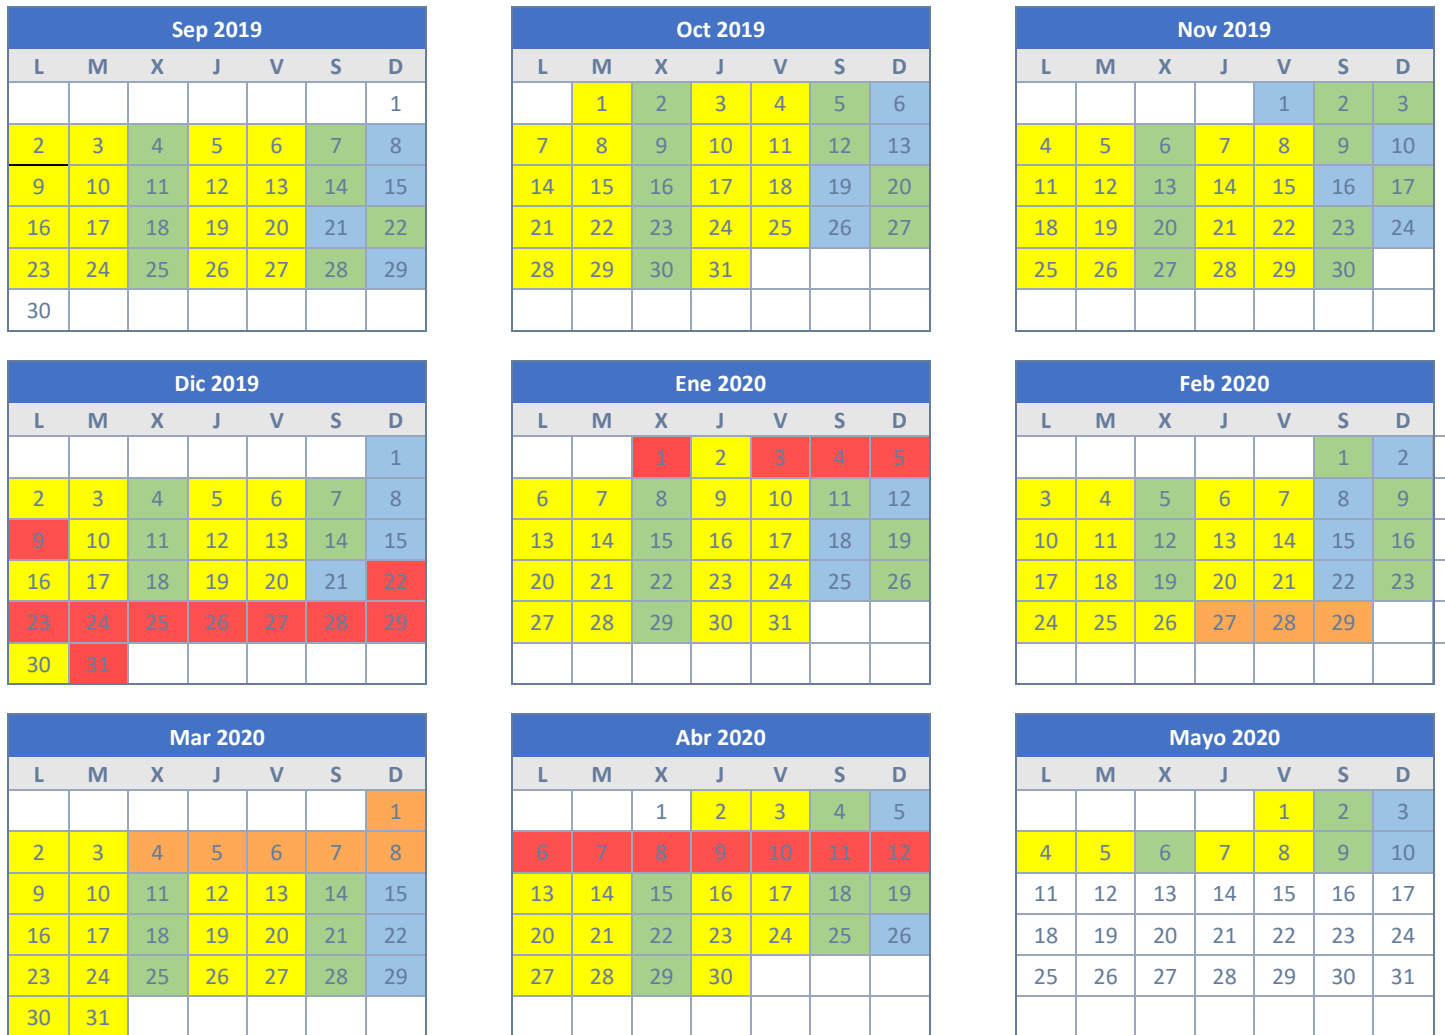 Sep 2019 Oct 2019 Nov 2019
L M X J V S D L M X J V S D L M X J V S D
1 1 2 3 4 5 6 1 2 3
2 3 4 5 6 7 8 7 8 9 10 11 12 13 4 5 6 7 8 9 10
9 10 11 12 13 14 15 14 15 16 17 18 19 20 11 12 13 14 15 16 17
16 17 18 19 20 21 22 21 22 23 24 25 26 27 18 19 20 21 22 23 24
23 24 25 26 27 28 29 28 29 30 31 25 26 27 28 29 30
30
Dic 2019 Ene 2020 Feb 2020
L M X J V S D L M X J V S D L M X J V S D
1 1 2 3 4 5 1 2
2 3 4 5 6 7 8 6 7 8 9 10 11 12 3 4 5 6 7 8 9
9 10 11 12 13 14 15 13 14 15 16 17 18 19 10 11 12 13 14 15 16
16 17 18 19 20 21 22 20 21 22 23 24 25 26 17 18 19 20 21 22 23
23 24 25 26 27 28 29 27 28 29 30 31 24 25 26 27 28 29
30 31
Mar 2020 Abr 2020 Mayo 2020
L M X J V S D L M X J V S D L M X J V S D
1 1 2 3 4 5 1 2 3
2 3 4 5 6 7 8 6 7 8 9 10 11 12 4 5 6 7 8 9 10
9 10 11 12 13 14 15 13 14 15 16 17 18 19 11 12 13 14 15 16 17
16 17 18 19 20 21 22 20 21 22 23 24 25 26 18 19 20 21 22 23 24
23 24 25 26 27 28 29 27 28 29 30 25 26 27 28 29 30 31
30 31